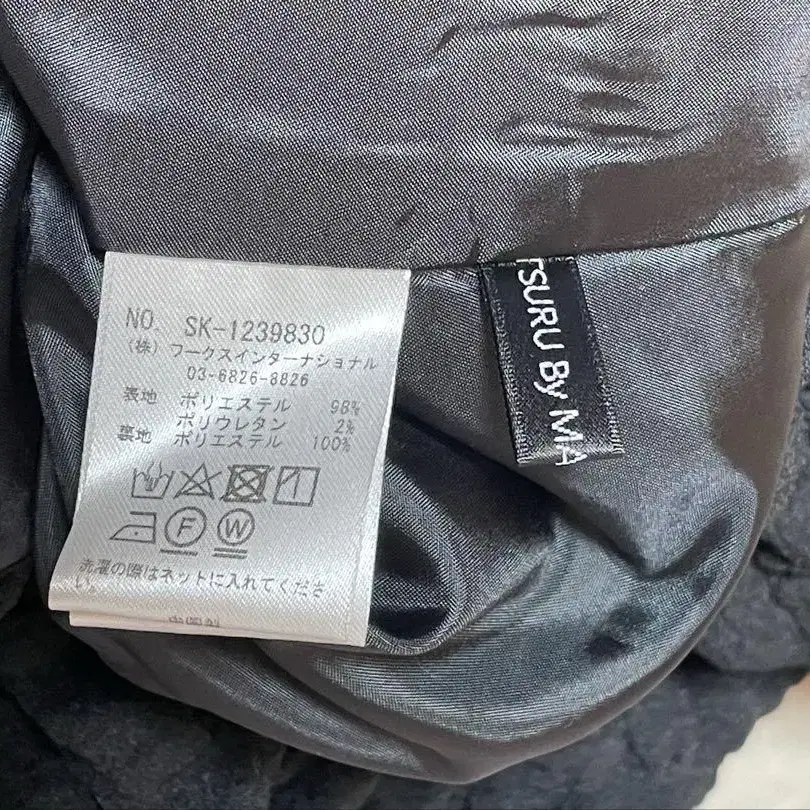 NO. SK-1239830
(株) ワークスインターナショナル
03-6826-8826
表地 ポリエステル 98%
ポリウレタン 2%
裏地 ポリエステル 100%
F W
洗濯の際はネットに入れてくださ
い。
TSURU By MA